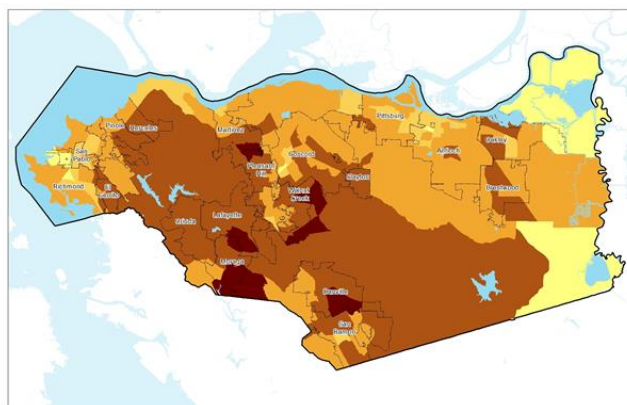 Pittsburg
Pinole
Hercules
Martinez
Antioch
Oakley
San
Pablo
Concord
Pleasant
Hill
Richmond
El
Cerrito
Walnut
Creek
Clayton
Brentwood
Orinda
Lafayette
Moraga
Danville
San
Ramon